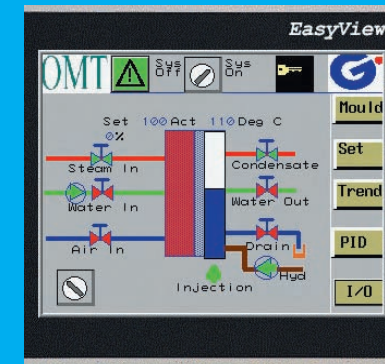 EasyView
OMT
Sys Off
Sys On
G
Mould
Set 100 Act 110 Deg C
0%
Set
Steam In
Condensate
Trend
Water In
Water Out
Air In
Drain
PID
Hyd
Injection
I/O